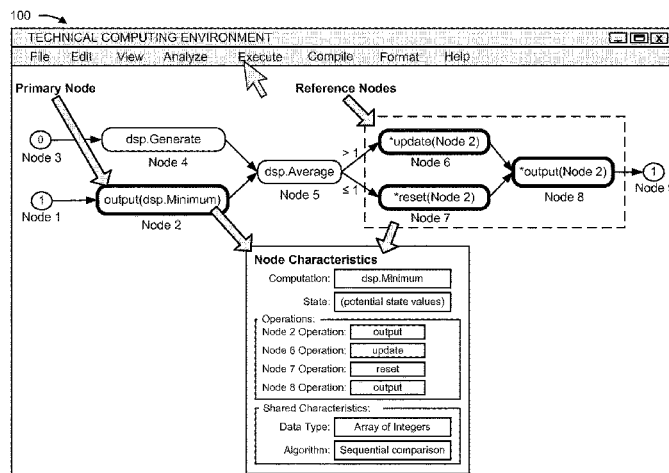 100
TECHNICAL COMPUTING ENVIRONMENT
File Edit View Analyze Execute Compile Format Help
Primary Node
Reference Nodes
0
Node 3
dsp.Generate
Node 4
1
Node 1
output(dsp.Minimum)
Node 2
dsp.Average
Node 5
> 1
≤ 1
*update(Node 2)
Node 6
*reset(Node 2)
Node 7
*output(Node 2)
Node 8
1
Node
Node Characteristics
Computation: dsp.Minimum
State: (potential state values)
Operations:
Node 2 Operation: output
Node 6 Operation: update
Node 7 Operation: reset
Node 8 Operation: output
Shared Characteristics:
Data Type: Array of Integers
Algorithm: Sequential comparison